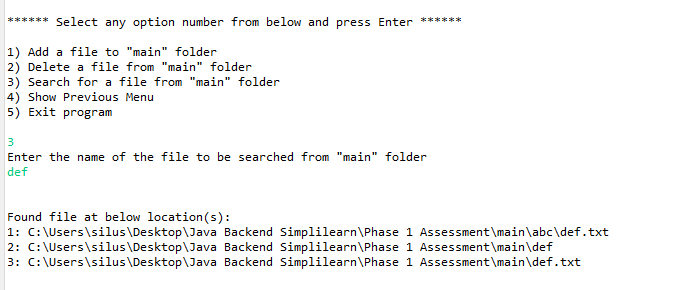 ****** Select any option number from below and press Enter ******
1) Add a file to "main" folder
2) Delete a file from "main" folder
3) Search for a file from "main" folder
4) Show Previous Menu
5) Exit program
3
Enter the name of the file to be searched from "main" folder
def
Found file at below location(s):
1: C:\Users\silus\Desktop\Java Backend Simplilearn\Phase 1 Assessment\main\abc\def.txt
2: C:\Users\silus\Desktop\Java Backend Simplilearn\Phase 1 Assessment\main\def
3: C:\Users\silus\Desktop\Java Backend Simplilearn\Phase 1 Assessment\main\def.txt